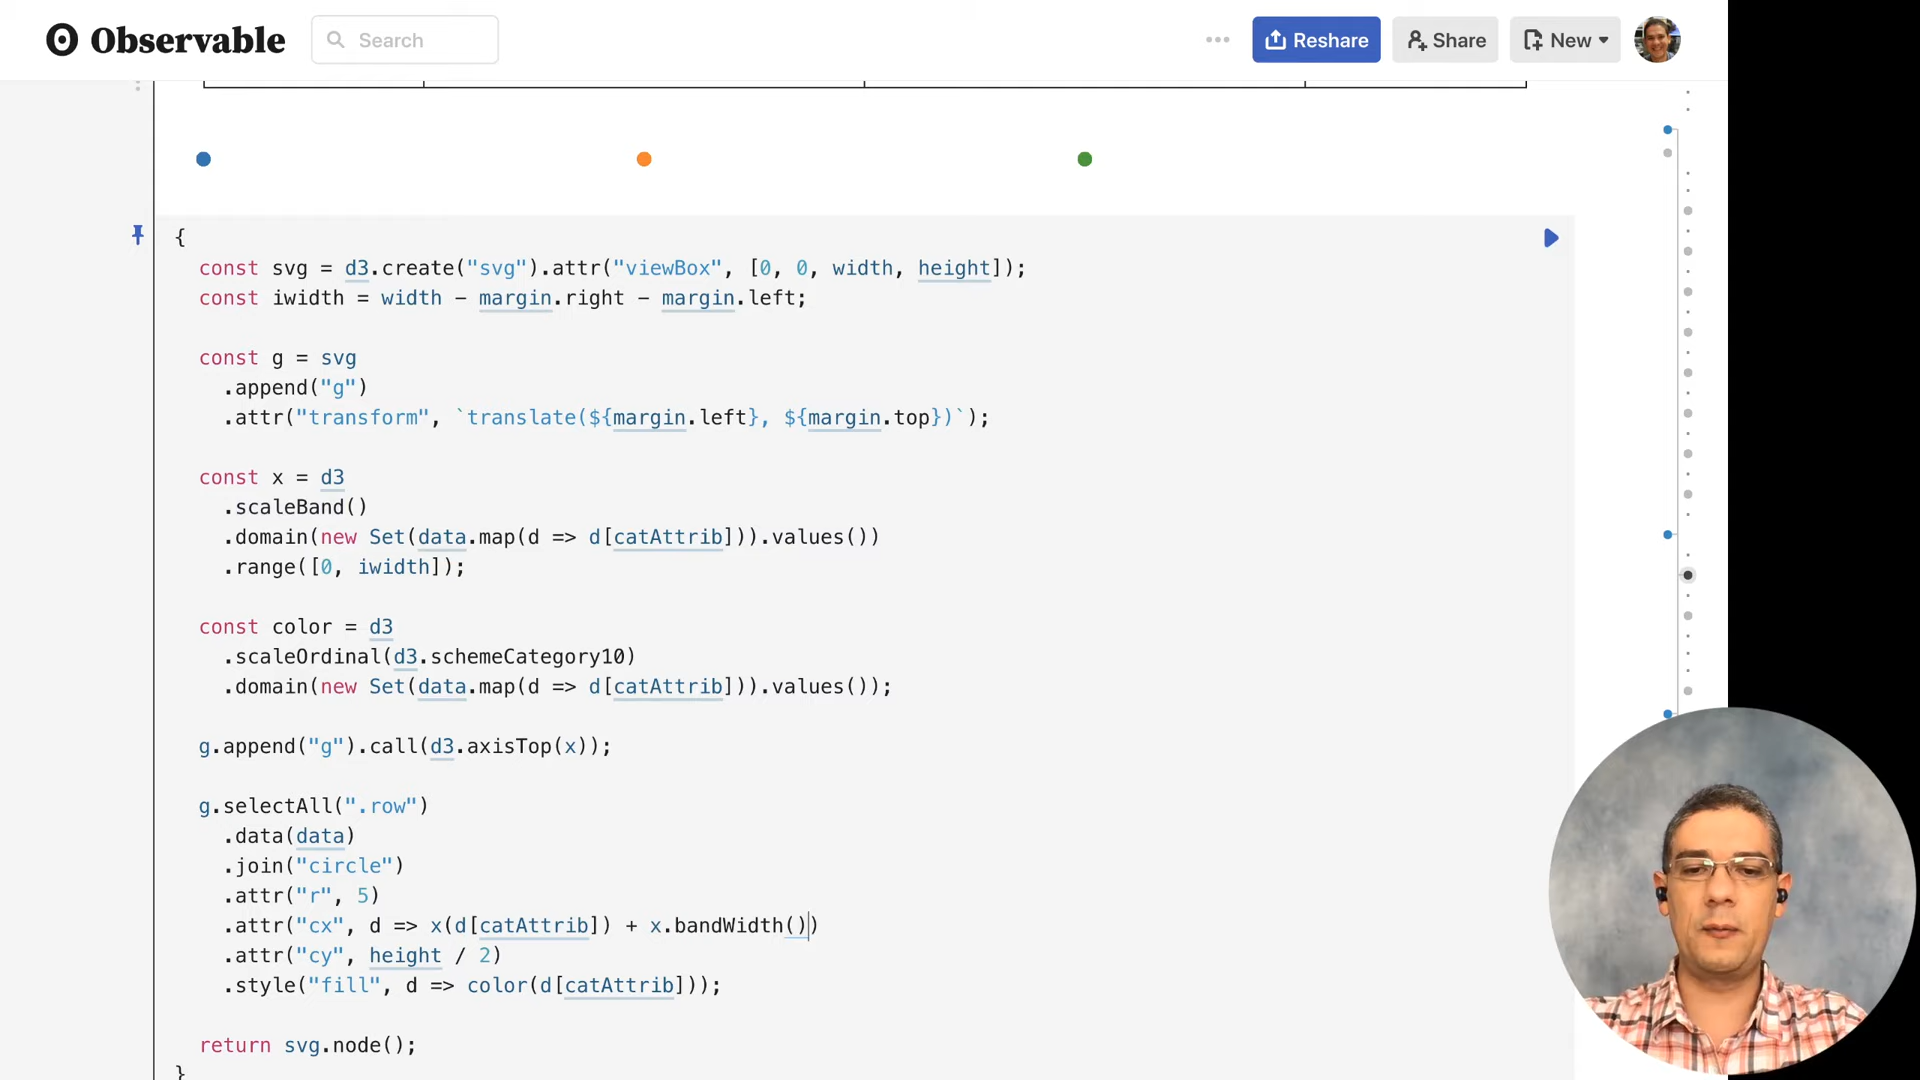 Observable
Search
Reshare
Share
New
{
const svg = d3.create("svg").attr("viewBox", [0, 0, width, height]);
const iwidth = width - margin.right - margin.left;
const g = svg
.append("g")
.attr("transform", `translate(${margin.left}, ${margin.top})`);
const x = d3
.scaleBand()
.domain(new Set(data.map(d => d[catAttrib])).values())
.range([0, iwidth]);
const color = d3
.scaleOrdinal(d3.schemeCategory10)
.domain(new Set(data.map(d => d[catAttrib])).values());
g.append("g").call(d3.axisTop(x));
g.selectAll(".row")
.data(data)
.join("circle")
.attr("r", 5)
.attr("cx", d => x(d[catAttrib]) + x.bandWidth())
.attr("cy", height / 2)
.style("fill", d => color(d[catAttrib]));
return svg.node();
}